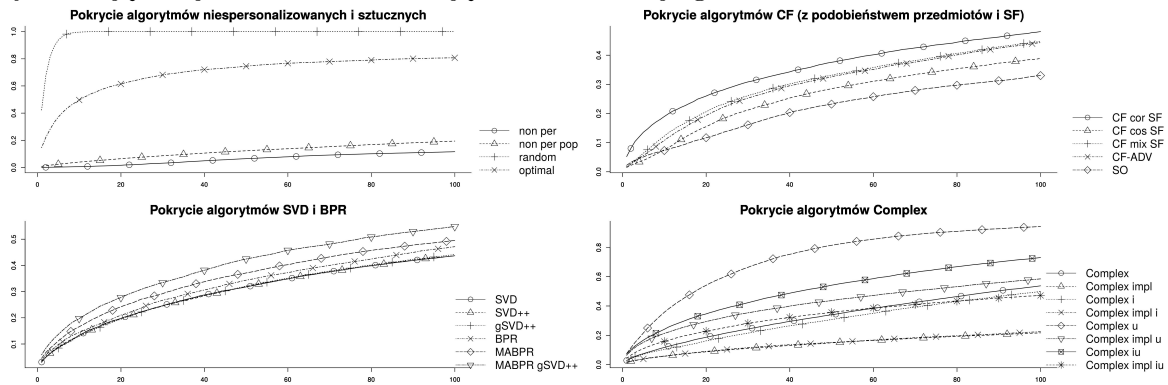 Pokrycie algorytmów niespersonalizowanych i sztucznych
1.0
0.8
0.6
0.4
0.2
0.0
0
20
40
60
80
100
non per
non per pop
random
optimal
Pokrycie algorytmów CF (z podobieństwem przedmiotów i SF)
0.4
0.3
0.2
0.1
0.0
0
20
40
60
80
100
CF cor SF
CF cos SF
CF mix SF
CF-ADV
SO
Pokrycie algorytmów SVD i BPR
0.5
0.4
0.3
0.2
0.1
0
20
40
60
80
100
SVD
SVD++
gSVD++
BPR
MABPR
MABPR gSVD++
Pokrycie algorytmów Complex
0.8
0.6
0.4
0.2
0.0
0
20
40
60
80
100
Complex
Complex impl
Complex i
Complex impl i
Complex u
Complex impl u
Complex iu
Complex impl iu